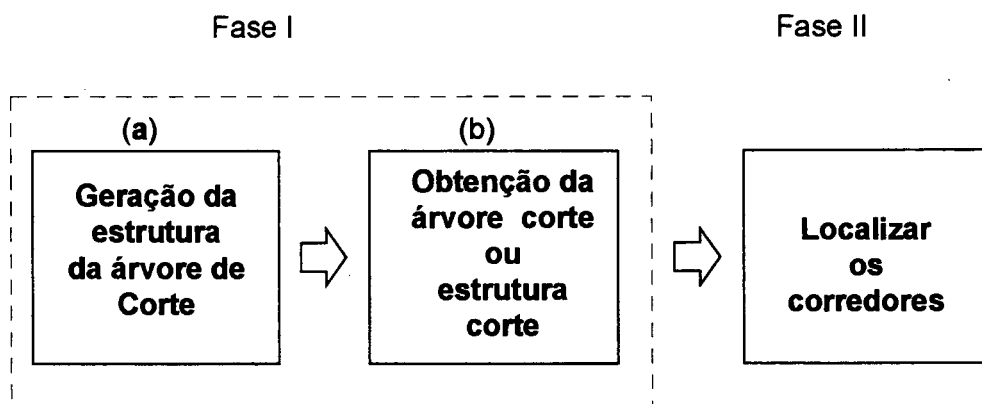 Fase I
Fase II
(a)
(b)
Geração da
estrutura
da árvore de
Corte
Obtenção da
árvore corte
ou
estrutura
corte
Localizar
os
corredores